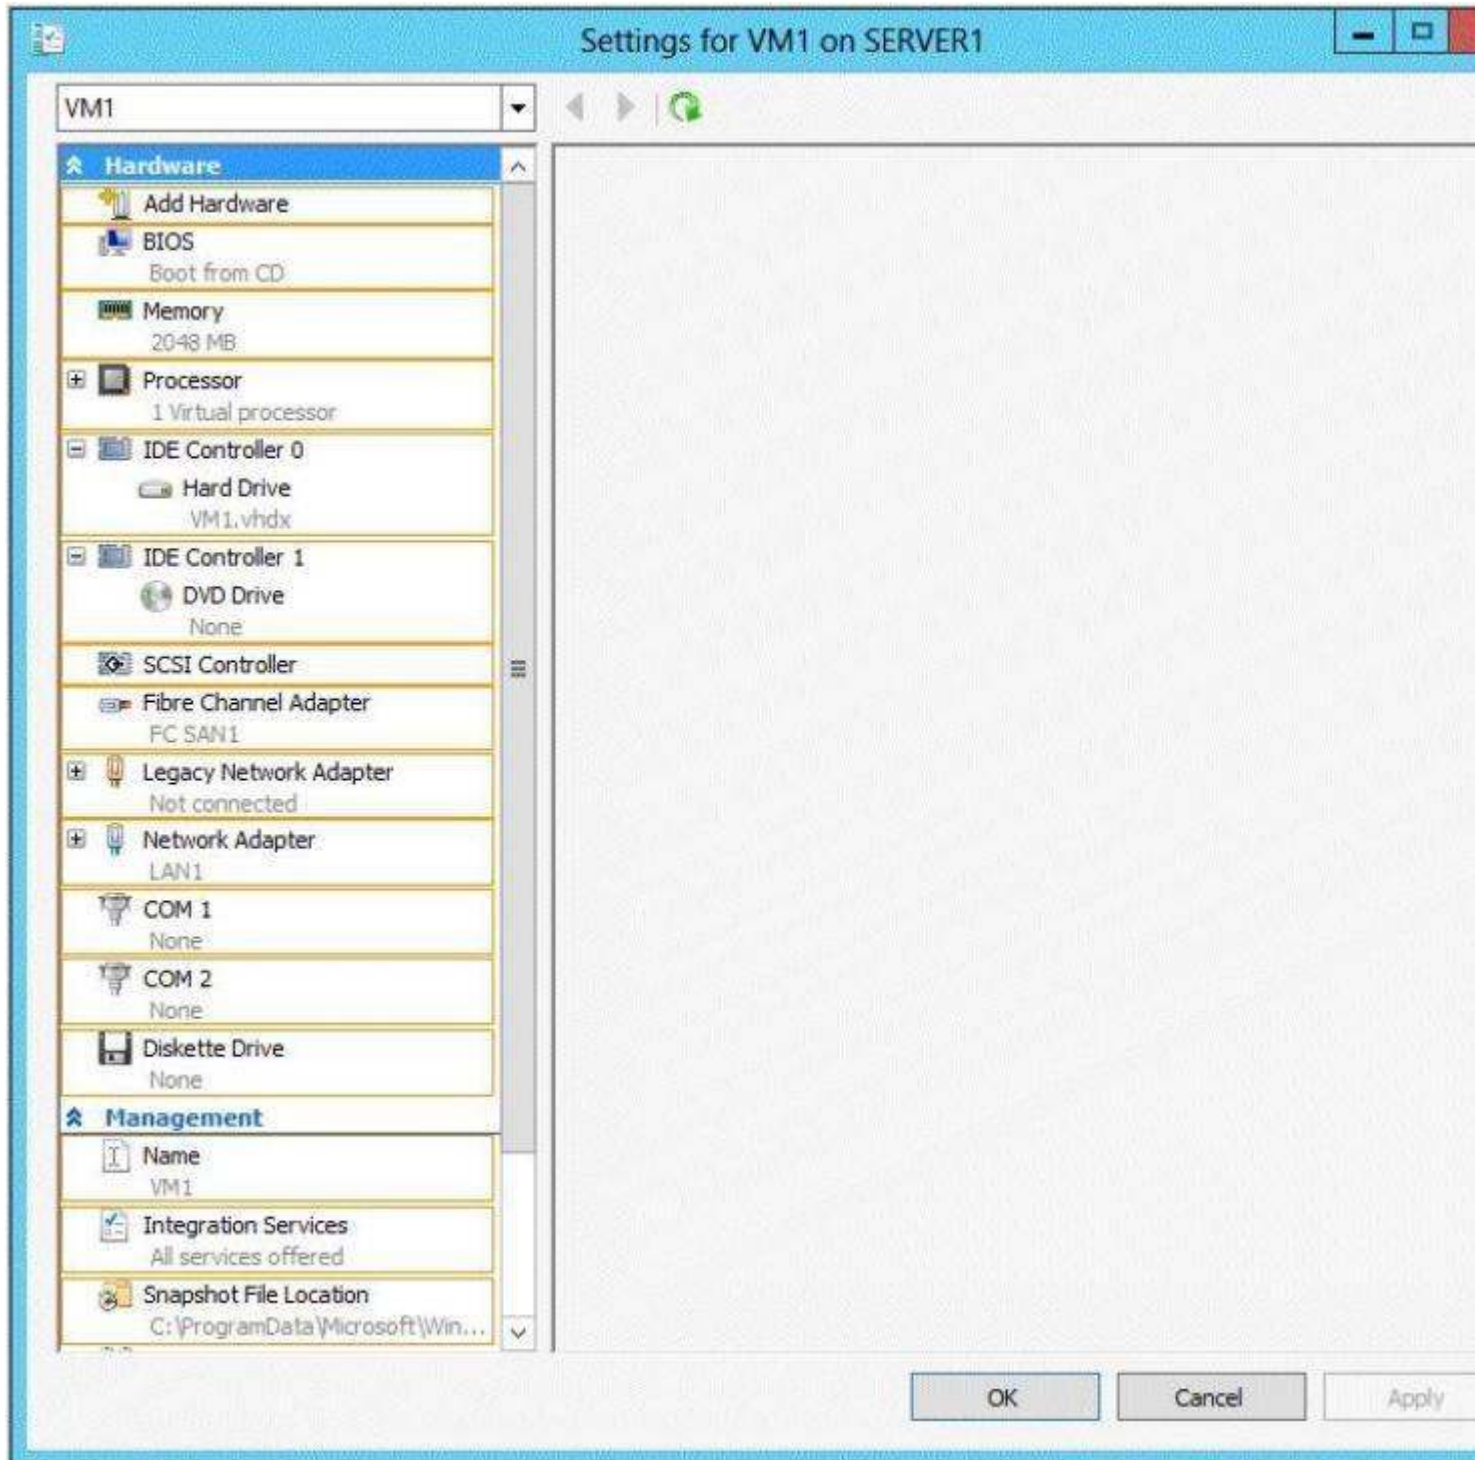 Settings for VM1 on SERVER1
VM1
Hardware
Add Hardware
BIOS
Boot from CD
Memory
2048 MB
Processor
1 Virtual processor
IDE Controller 0
Hard Drive
VM1.vhdx
IDE Controller 1
DVD Drive
None
SCSI Controller
Fibre Channel Adapter
FC SAN1
Legacy Network Adapter
Not connected
Network Adapter
LAN1
COM 1
None
COM 2
None
Diskette Drive
None
Management
Name
VM1
Integration Services
All services offered
Snapshot File Location
C:\ProgramData\Microsoft\Win...
OK
Cancel
Apply